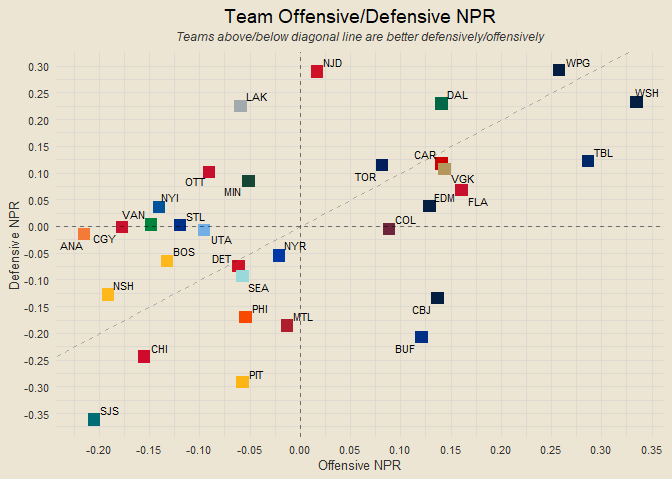 Team Offensive/Defensive NPR
Teams above/below diagonal line are better defensively/offensively
Defensive NPR
0.30
0.25
0.20
0.15
0.10
0.05
0.00
-0.05
-0.10
-0.15
-0.20
-0.25
-0.30
-0.35
WPG
NJD
WSH
DAL
LAK
CAR
TBL
TOR
VGK
OTT
MIN
FLA
EDM
NYI
VAN
STL
COL
CGY
UTA
ANA
NYR
BOS
DET
SEA
NSH
CBJ
PHI
MTL
BUF
CHI
PIT
SJS
-0.20 -0.15 -0.10 -0.05 0.00 0.05 0.10 0.15 0.20 0.25 0.30 0.35
Offensive NPR